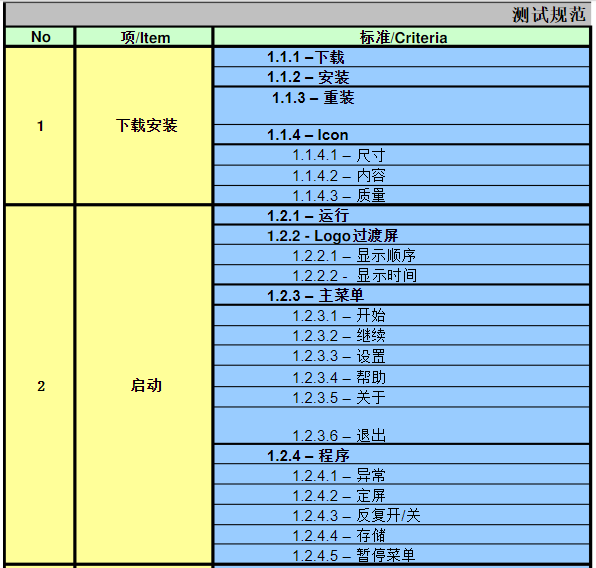 测试规范
No 项/Item 标准/Criteria
1 下载安装
1.1.1 –下载
1.1.2 – 安装
1.1.3 – 重装
1.1.4 – Icon
1.1.4.1 – 尺寸
1.1.4.2 – 内容
1.1.4.3 – 质量
2 启动
1.2.1 – 运行
1.2.2 - Logo过渡屏
1.2.2.1 – 显示顺序
1.2.2.2 - 显示时间
1.2.3 – 主菜单
1.2.3.1 – 开始
1.2.3.2 – 继续
1.2.3.3 – 设置
1.2.3.4 – 帮助
1.2.3.5 – 关于
1.2.3.6 – 退出
1.2.4 – 程序
1.2.4.1 – 异常
1.2.4.2 – 定屏
1.2.4.3 – 反复开/关
1.2.4.4 – 存储
1.2.4.5 – 暂停菜单